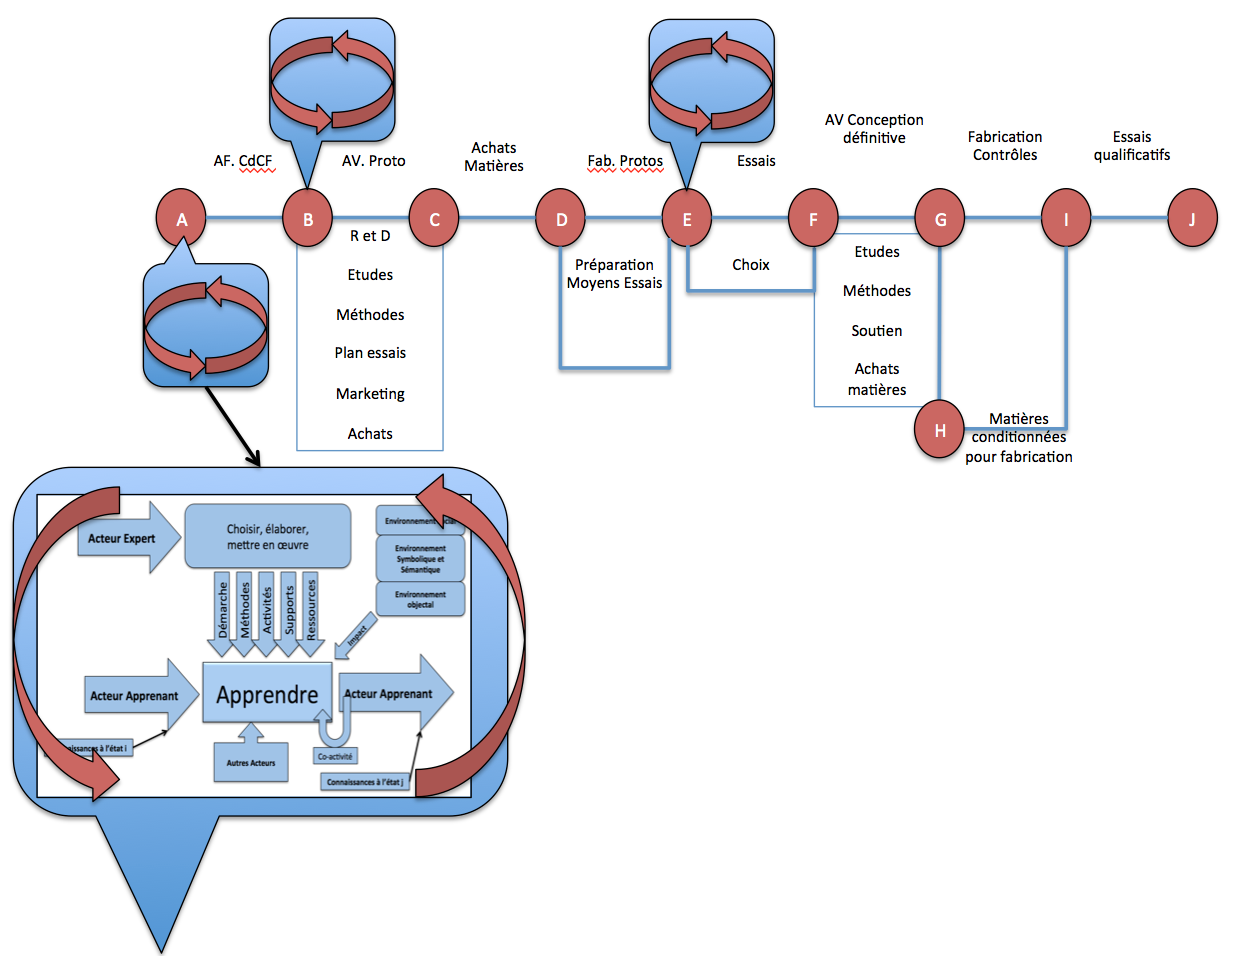 AF. CdCF
AV. Proto
Achats
Matières
Fab. Protos
Essais
AV Conception
définitive
Fabrication
Contrôles
Essais
qualificatifs
A
B
C
D
E
F
G
I
J
R et D
Etudes
Méthodes
Plan essais
Marketing
Achats
Préparation
Moyens Essais
Choix
Etudes
Méthodes
Soutien
Achats
matières
H
Matières
conditionnées
pour fabrication
Acteur Expert
Choisir, élaborer,
mettre en œuvre
Environnement
Environnement
Symbolique et
Sémantique
Environnement
objectal
Démarche
Méthodes
Activités
Supports
Ressources
Impact
Acteur Apprenant
Apprendre
Acteur Apprenant
naissances à l'état i
Autres Acteurs
Co-activité
Connaissances à l'état j